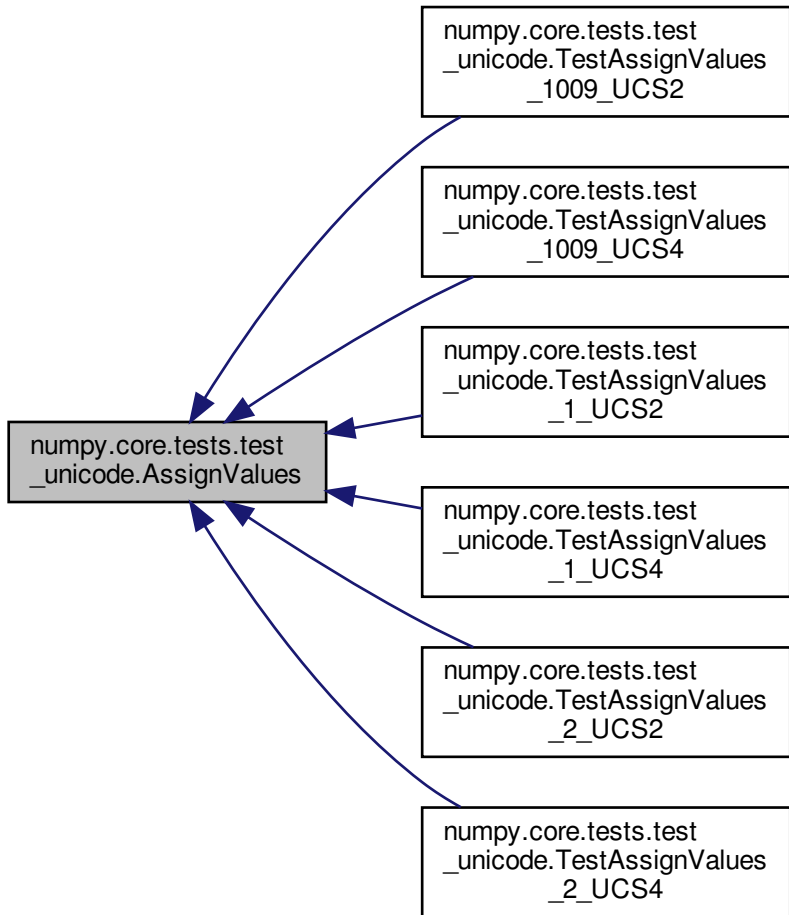 numpy.core.tests.test
_unicode.TestAssignValues
_1009_UCS2
numpy.core.tests.test
_unicode.TestAssignValues
_1009_UCS4
numpy.core.tests.test
_unicode.TestAssignValues
_1_UCS2
numpy.core.tests.test
_unicode.AssignValues
numpy.core.tests.test
_unicode.TestAssignValues
_1_UCS4
numpy.core.tests.test
_unicode.TestAssignValues
_2_UCS2
numpy.core.tests.test
_unicode.TestAssignValues
_2_UCS4